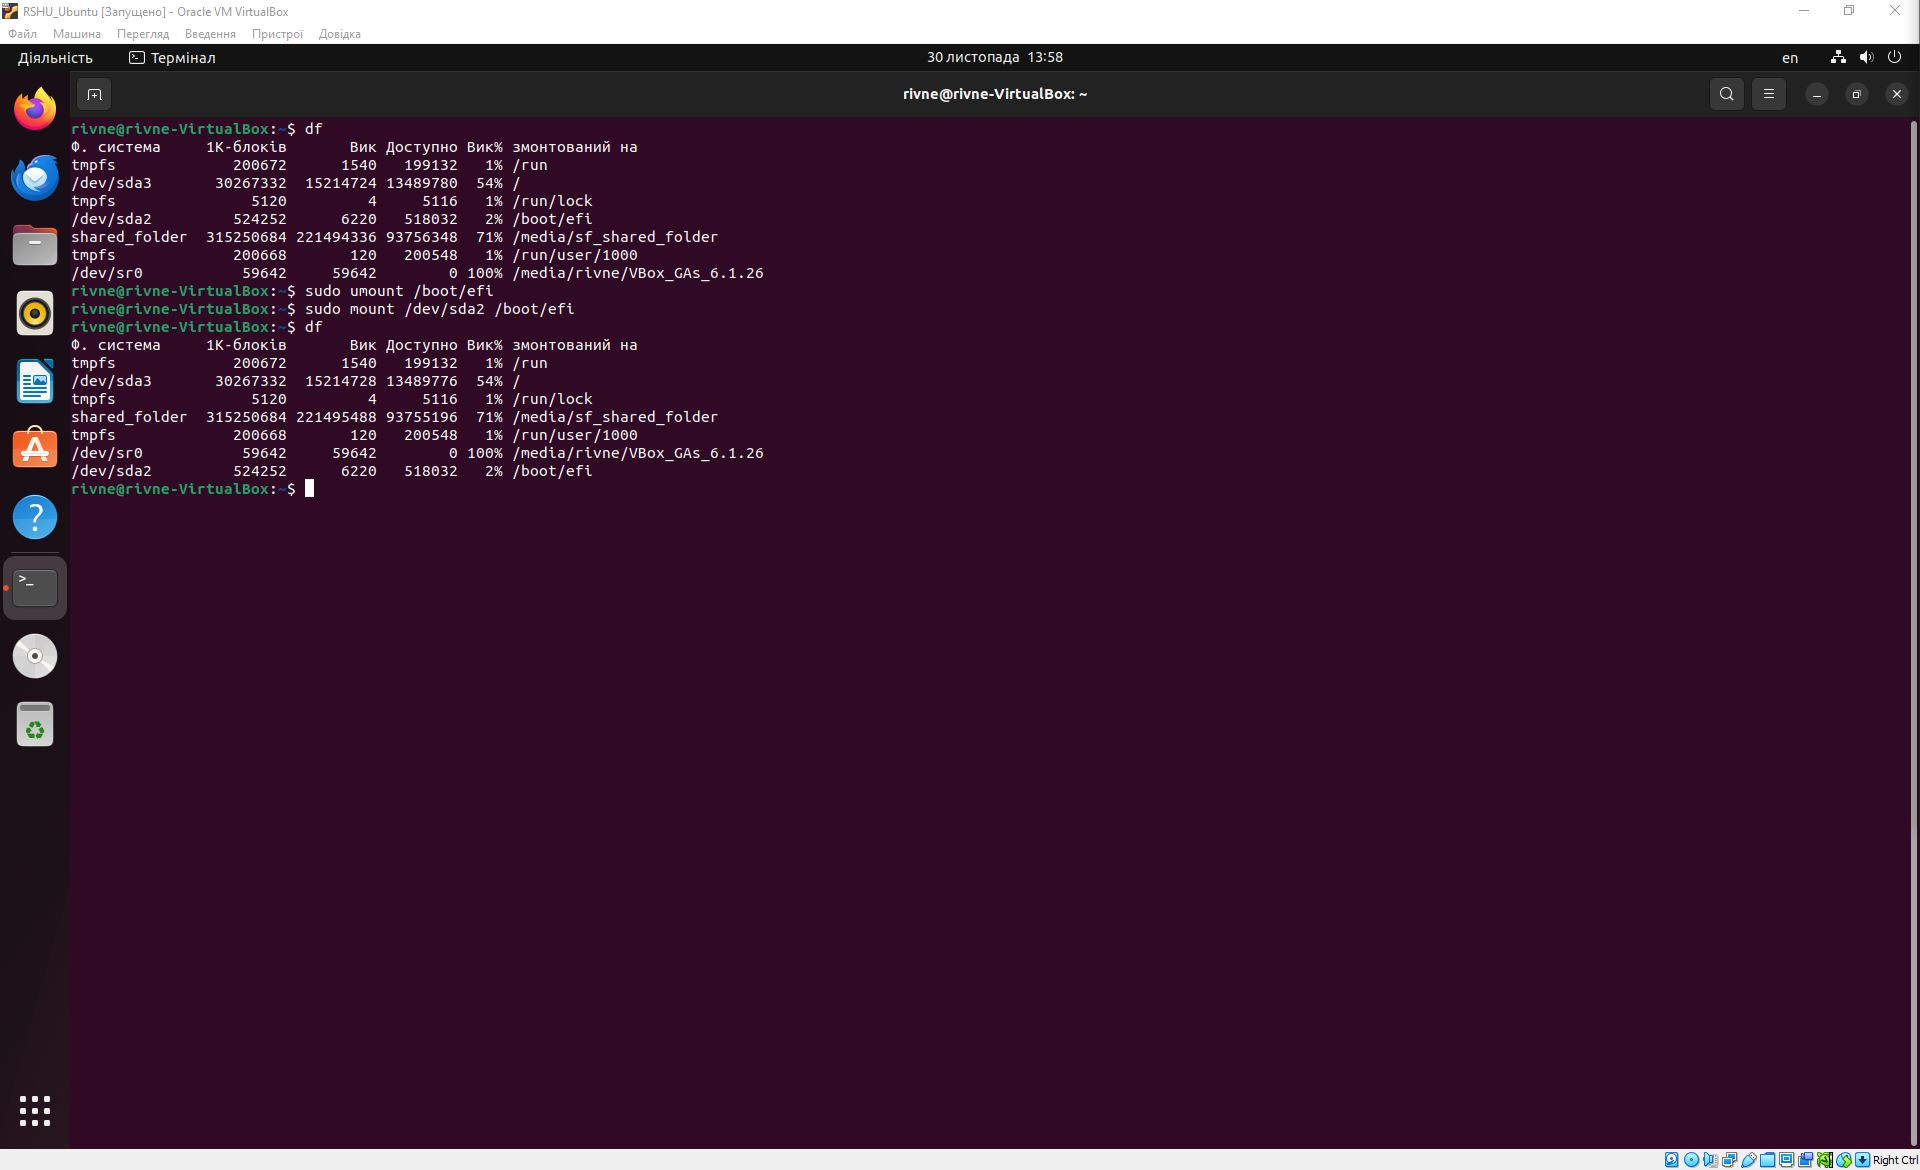 RSHU_Ubuntu [Запущено] - Oracle VM VirtualBox
Файл Машина Перегляд Введення Пристрої Довідка
Діяльність Термінал 30 листопада 13:58 en
rivne@rivne-VirtualBox: ~
rivne@rivne-VirtualBox:~$ df
Ф. система 1K-блоків Вик Доступно Вик% змонтований на
tmpfs 200672 1540 199132 1% /run
/dev/sda3 30267332 15214724 13489780 54% /
tmpfs 5120 4 5116 1% /run/lock
/dev/sda2 524252 6220 518032 2% /boot/efi
shared_folder 315250684 221494336 93756348 71% /media/sf_shared_folder
tmpfs 200668 120 200548 1% /run/user/1000
/dev/sr0 59642 59642 0 100% /media/rivne/VBox_GAs_6.1.26
rivne@rivne-VirtualBox:~$ sudo umount /boot/efi
rivne@rivne-VirtualBox:~$ sudo mount /dev/sda2 /boot/efi
rivne@rivne-VirtualBox:~$ df
Ф. система 1K-блоків Вик Доступно Вик% змонтований на
tmpfs 200672 1540 199132 1% /run
/dev/sda3 30267332 15214728 13489776 54% /
tmpfs 5120 4 5116 1% /run/lock
shared_folder 315250684 221495488 93755196 71% /media/sf_shared_folder
tmpfs 200668 120 200548 1% /run/user/1000
/dev/sr0 59642 59642 0 100% /media/rivne/VBox_GAs_6.1.26
/dev/sda2 524252 6220 518032 2% /boot/efi
rivne@rivne-VirtualBox:~$
Right Ctrl